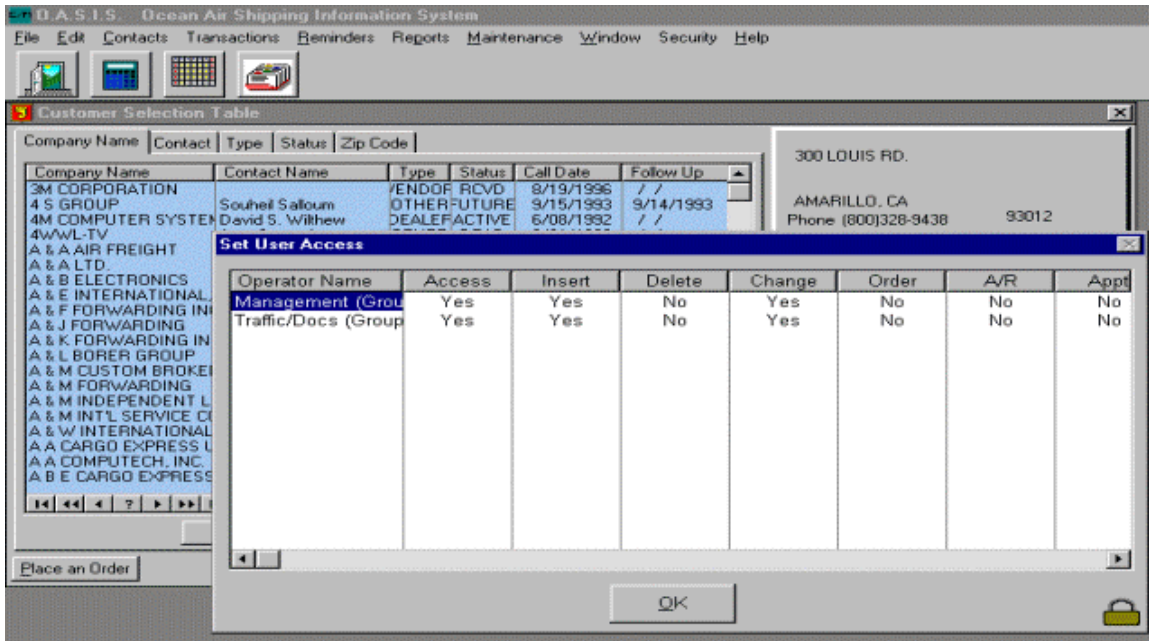 O.A.S.I.S. Ocean Air Shipping Information System
File Edit Contacts Transactions Reminders Reports Maintenance Window Security Help
Customer Selection Table
Company Name Contact Type Status Zip Code
300 LOUIS RD.
Company Name Contact Name Type Status Call Date Follow Up
3M CORPORATION VENDOF RCVD 8/19/1996 / /
AMARILLO, CA
4 S GROUP Souheil Salloum OTHER FUTURE 9/15/1993 9/14/1993
4M COMPUTER SYSTEM David S. Wilthew DEALEF ACTIVE 6/08/1992 / /
Phone (800)328-9438 93012
4WWL-TV
Set User Access
A & A AIR FREIGHT
A & A LTD.
A & B ELECTRONICS
A & E INTERNATIONAL,
A & F FORWARDING IN
A & J FORWARDING
A & K FORWARDING IN
A & L BORER GROUP
A & M CUSTOM BROKE
A & M FORWARDING
A & M INDEPENDENT L
A & M INT'L SERVICE C
A & W INTERNATIONAL
A A CARGO EXPRESS
A A COMPUTECH, INC.
A B E CARGO EXPRESS
Operator Name Access Insert Delete Change Order A/R Appt
Management (Grou Yes Yes No Yes No No No
Traffic/Docs (Group Yes Yes No Yes No No No
?
Place an Order
OK